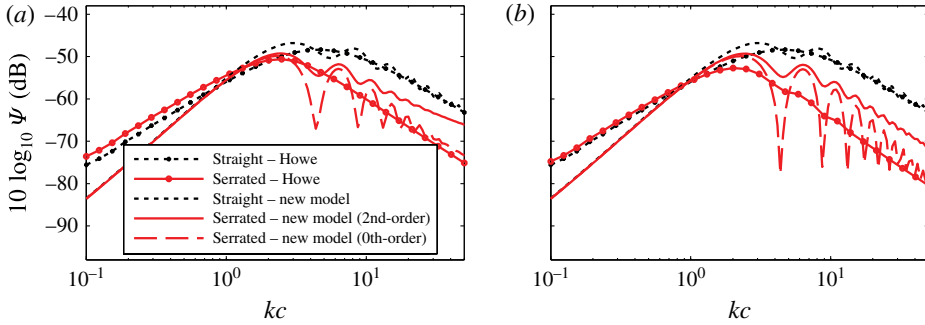 (a)
(b)
10 log₁₀ Ψ (dB)
−40
−50
−60
−70
−80
−90
Straight – Howe
Serrated – Howe
Straight – new model
Serrated – new model (2nd-order)
Serrated – new model (0th-order)
10⁻¹ 10⁰ 10¹
10⁻¹ 10⁰ 10¹
kc
kc